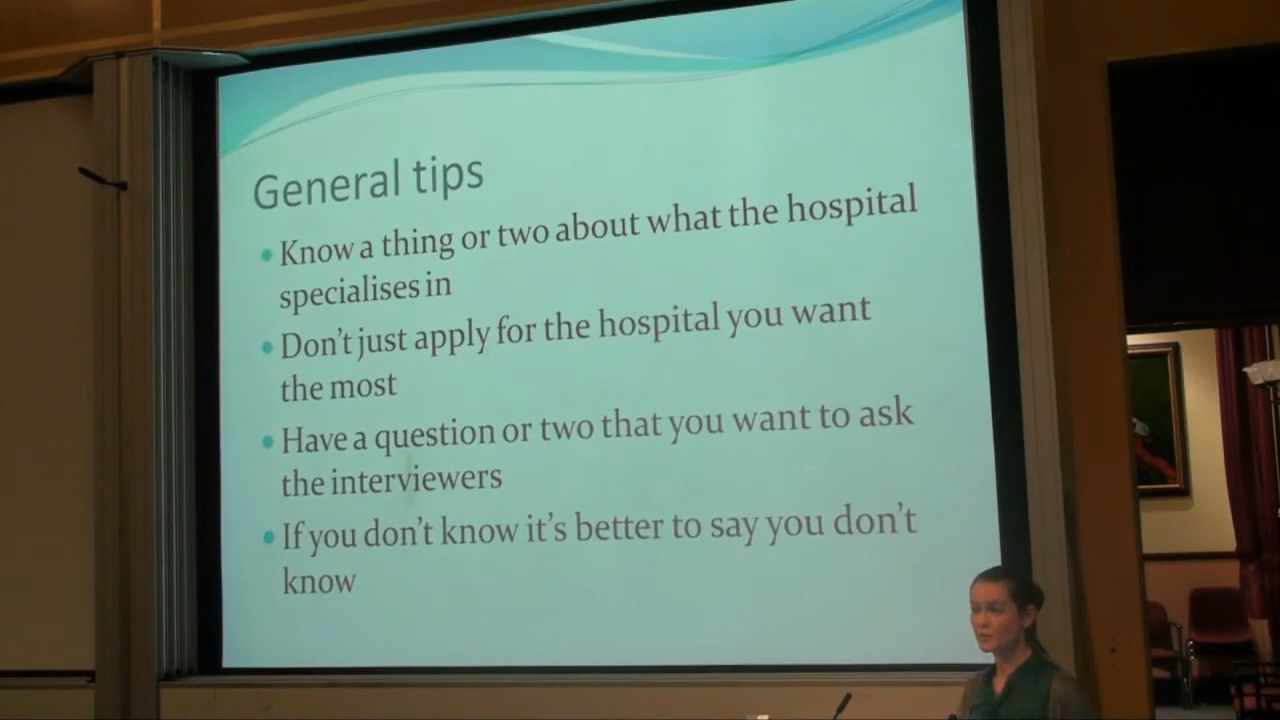 General tips
Know a thing or two about what the hospital
specialises in
Don't just apply for the hospital you want
the most
Have a question or two that you want to ask
the interviewers
If you don't know it's better to say you don't
know